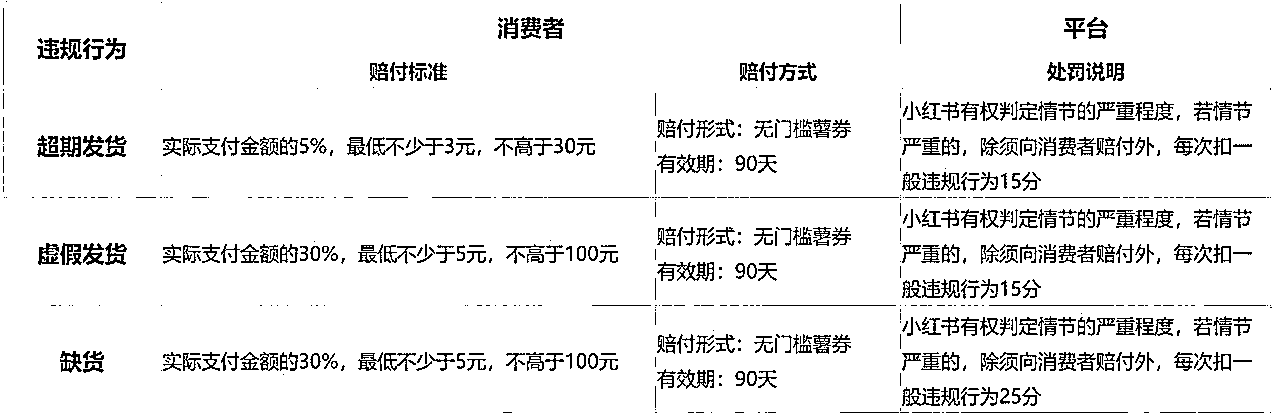 违规行为
消费者
平台
赔付标准
赔付方式
处罚说明
超期发货
实际支付金额的5%，最低不少于3元，不高于30元
赔付形式：无门槛薯券
有效期：90天
小红书有权判定情节的严重程度，若情节
严重的，除须向消费者赔付外，每次扣一
般违规行为15分
虚假发货
实际支付金额的30%，最低不少于5元，不高于100元
赔付形式：无门槛薯券
有效期：90天
小红书有权判定情节的严重程度，若情节
严重的，除须向消费者赔付外，每次扣一
般违规行为15分
缺货
实际支付金额的30%，最低不少于5元，不高于100元
赔付形式：无门槛薯券
有效期：90天
小红书有权判定情节的严重程度，若情节
严重的，除须向消费者赔付外，每次扣一
般违规行为25分